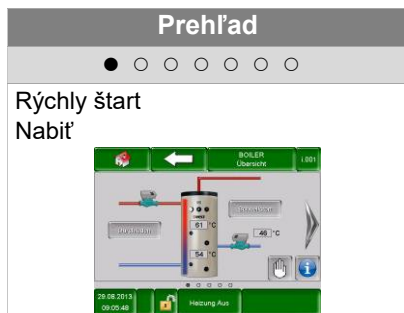 Prehľad
Rýchly štart
Nabiť
BOILER
Übersicht
i.001
61 °C
46 °C
54 °C
29.08.2013
09:05:48
Heizung Aus